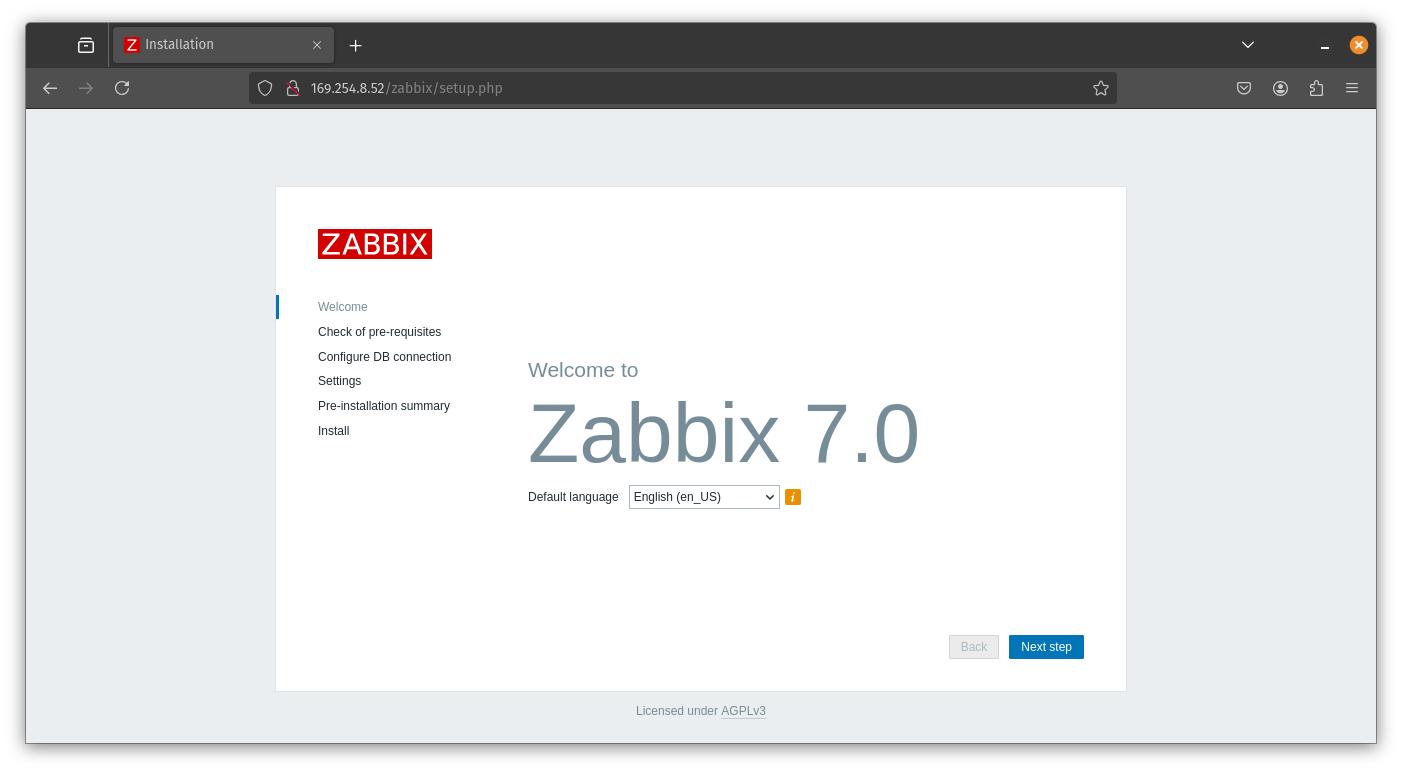 Installation
169.254.8.52/zabbix/setup.php
ZABBIX
Welcome
Check of pre-requisites
Configure DB connection
Settings
Pre-installation summary
Install
Welcome to
Zabbix 7.0
Default language English (en_US)
Back Next step
Licensed under AGPLv3